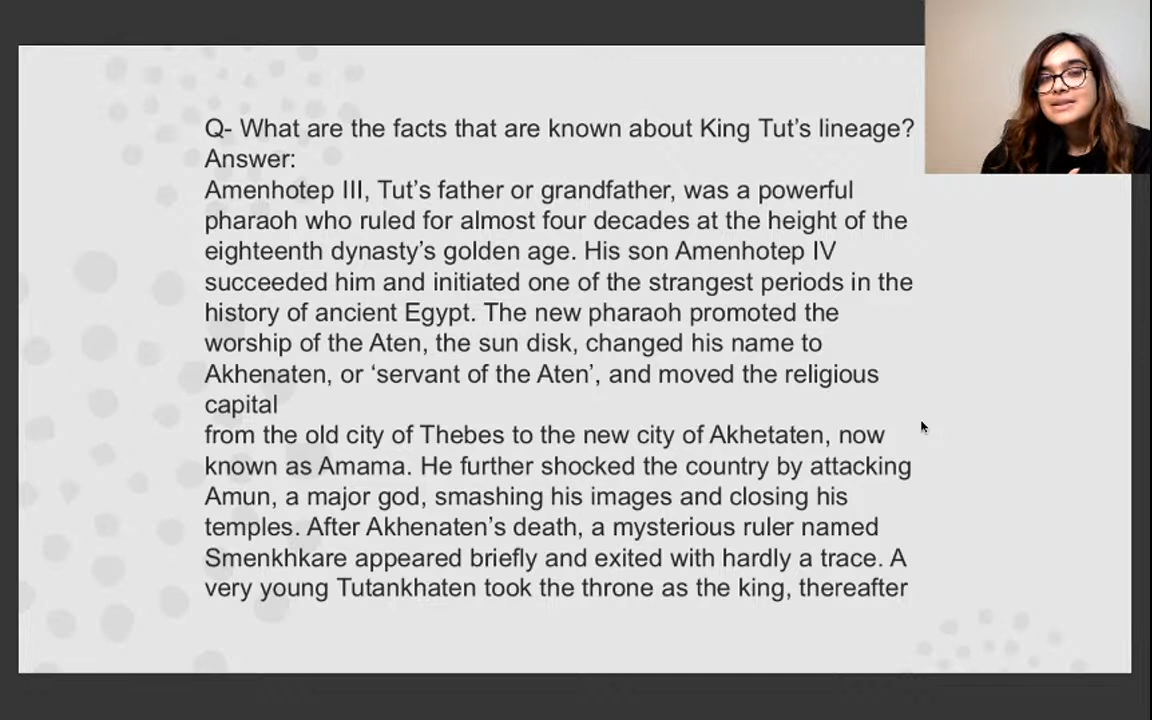 Q- What are the facts that are known about King Tut’s lineage?
Answer:
Amenhotep III, Tut’s father or grandfather, was a powerful
pharaoh who ruled for almost four decades at the height of the
eighteenth dynasty’s golden age. His son Amenhotep IV
succeeded him and initiated one of the strangest periods in the
history of ancient Egypt. The new pharaoh promoted the
worship of the Aten, the sun disk, changed his name to
Akhenaten, or ‘servant of the Aten’, and moved the religious
capital
from the old city of Thebes to the new city of Akhetaten, now
known as Amama. He further shocked the country by attacking
Amun, a major god, smashing his images and closing his
temples. After Akhenaten’s death, a mysterious ruler named
Smenkhkare appeared briefly and exited with hardly a trace. A
very young Tutankhaten took the throne as the king, thereafter